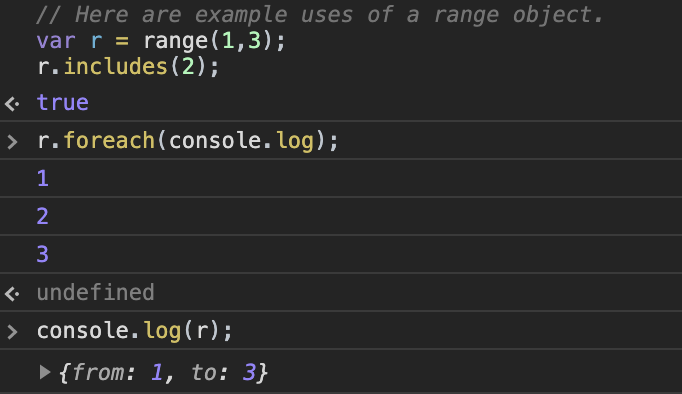 // Here are example uses of a range object.
var r = range(1,3);
r.includes(2);
true
r.foreach(console.log);
1
2
3
undefined
console.log(r);
{from: 1, to: 3}